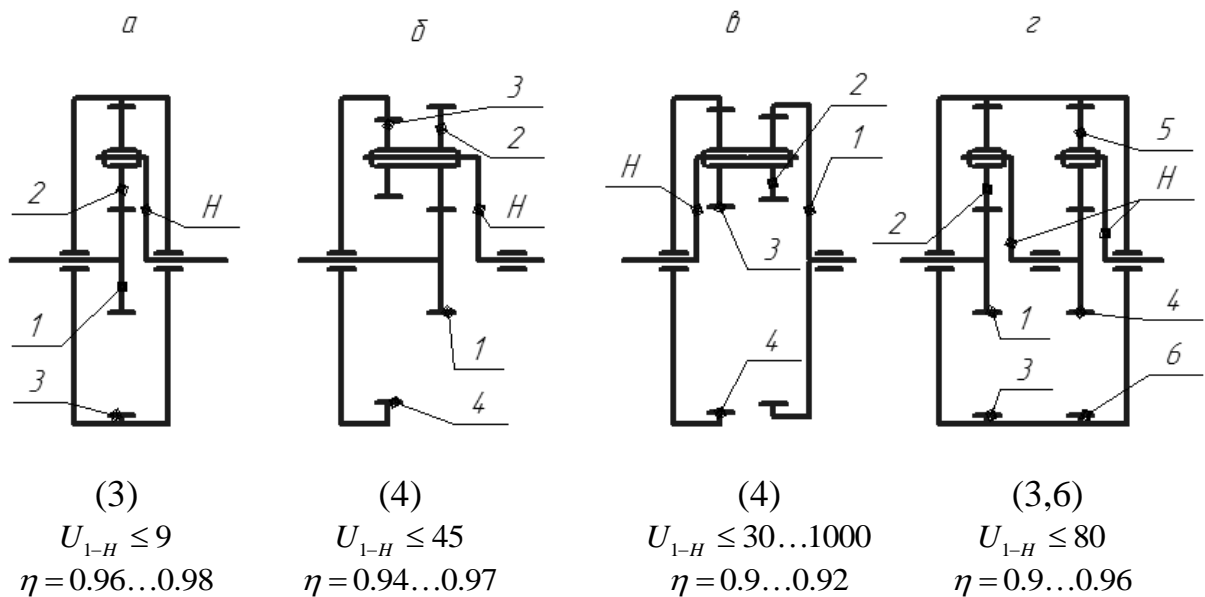 а б в г
2 H 1 3
3 2 H 1 4
2 1 H 3 4
5 H 2 4 1 3 6
(3) (4) (4) (3,6)
U₁₋H ≤ 9 U₁₋H ≤ 45 U₁₋H ≤ 30…1000 U₁₋H ≤ 80
η = 0.96…0.98 η = 0.94…0.97 η = 0.9…0.92 η = 0.9…0.96